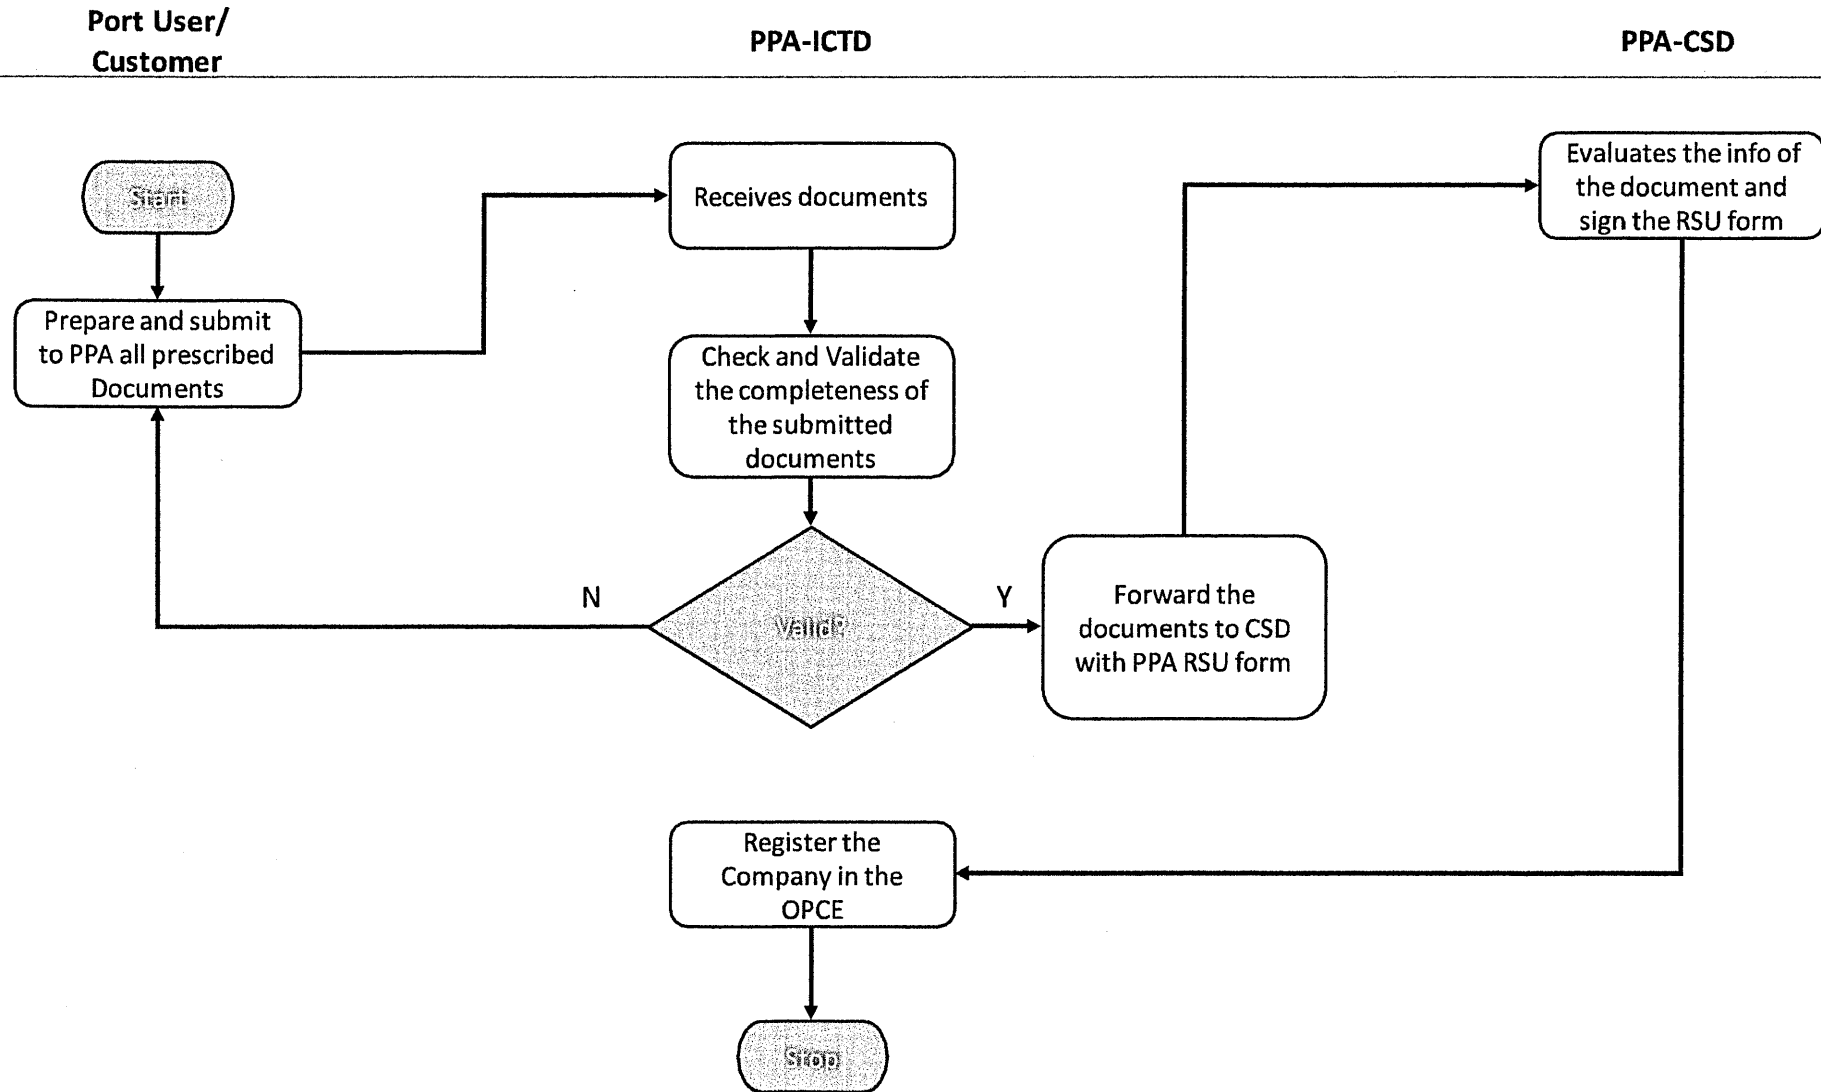 Port User/
Customer
PPA-ICTD
PPA-CSD
Start
Prepare and submit
to PPA all prescribed
Documents
Receives documents
Check and Validate
the completeness of
the submitted
documents
Valid?
N
Y
Forward the
documents to CSD
with PPA RSU form
Evaluates the info of
the document and
sign the RSU form
Register the
Company in the
OPCE
Stop